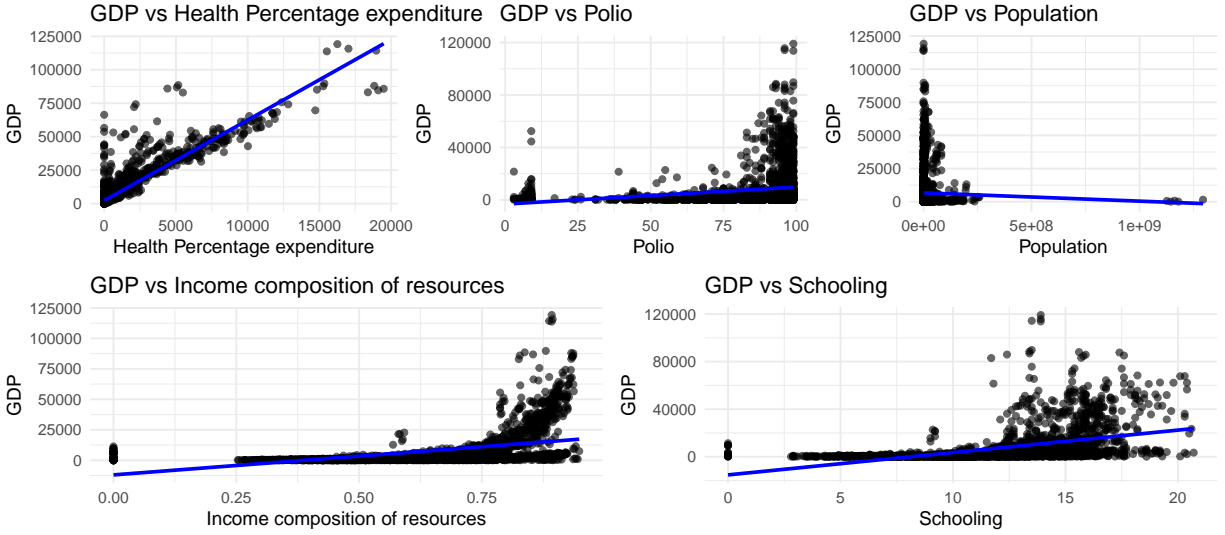 GDP vs Health Percentage expenditure
125000
100000
75000
50000
25000
0
GDP
0 5000 10000 15000 20000
Health Percentage expenditure
GDP vs Polio
120000
80000
40000
0
GDP
0 25 50 75 100
Polio
GDP vs Population
125000
100000
75000
50000
25000
0
GDP
0e+00 5e+08 1e+09
Population
GDP vs Income composition of resources
125000
100000
75000
50000
25000
0
GDP
0.00 0.25 0.50 0.75
Income composition of resources
GDP vs Schooling
120000
80000
40000
0
GDP
0 5 10 15 20
Schooling